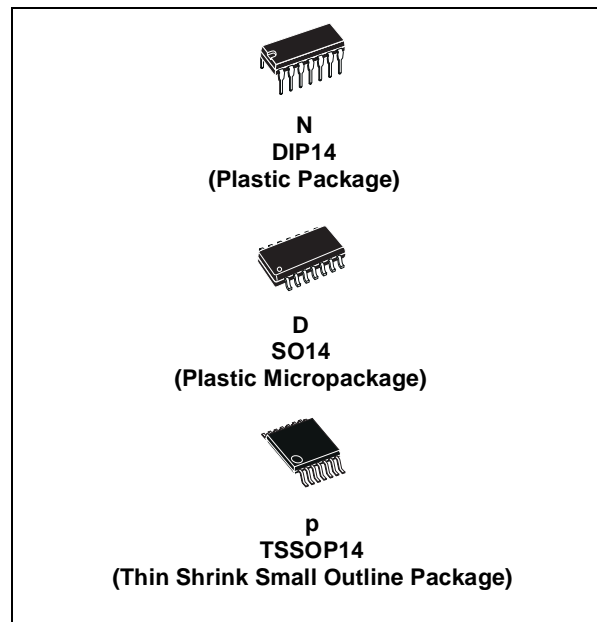 N
DIP14
(Plastic Package)
D
SO14
(Plastic Micropackage)
p
TSSOP14
(Thin Shrink Small Outline Package)